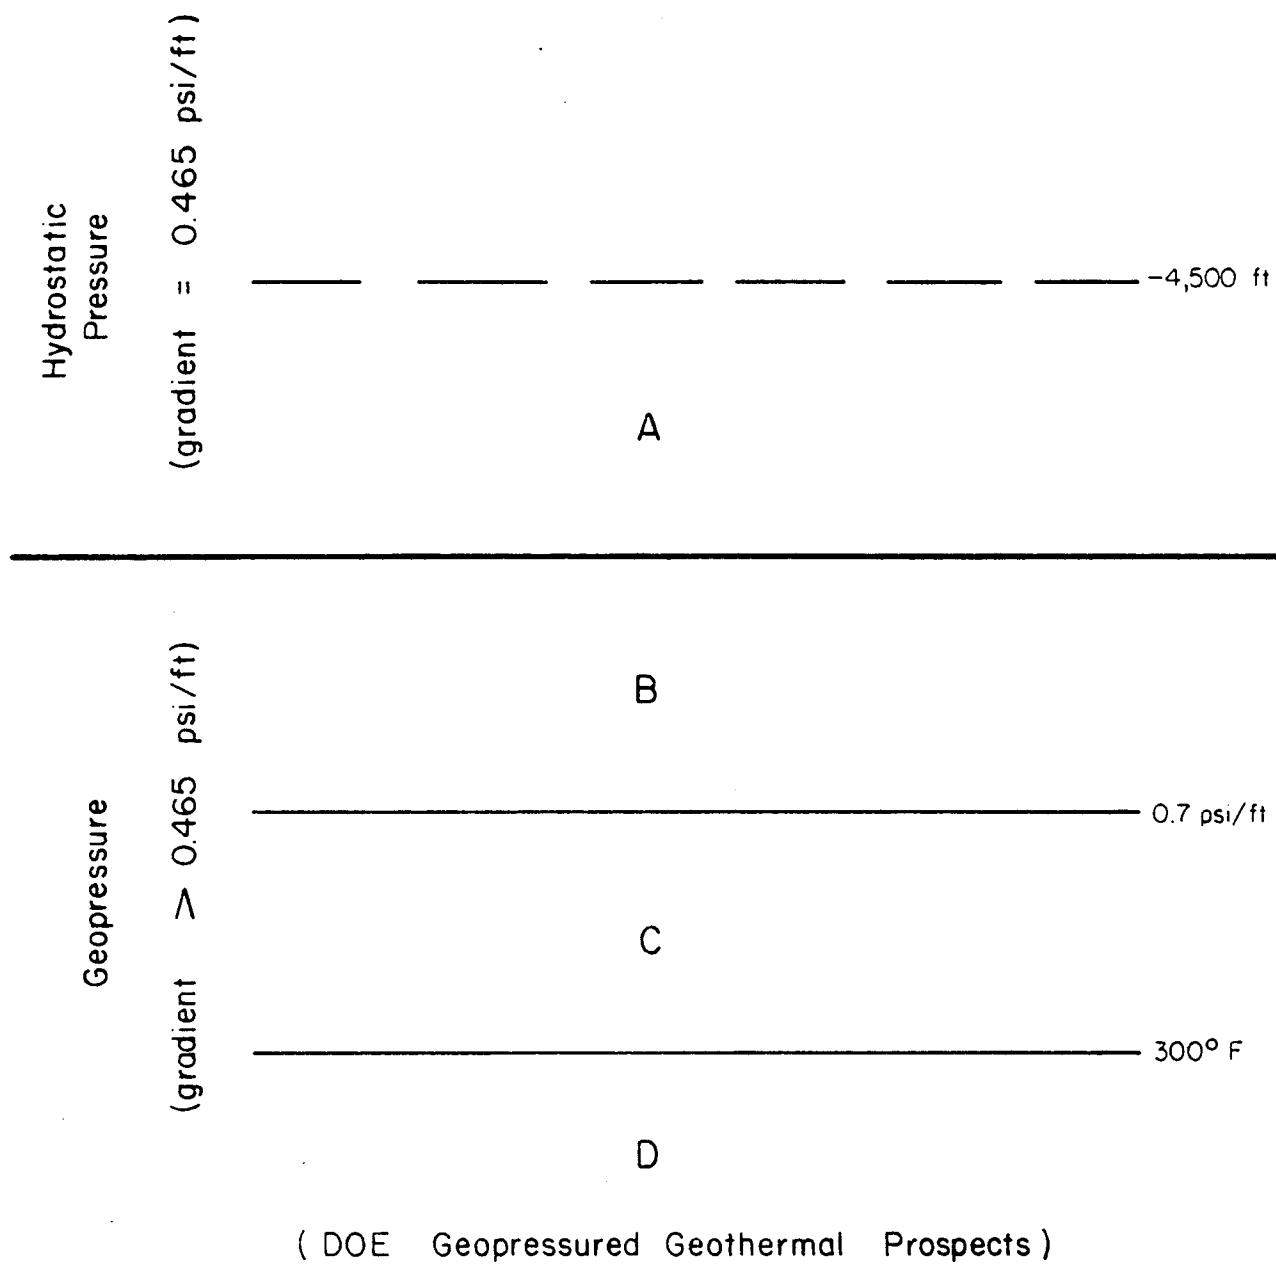 Hydrostatic
Pressure
(gradient = 0.465 psi/ft)
-4,500 ft
A
Geopressure
(gradient > 0.465 psi/ft)
B
0.7 psi/ft
C
300° F
D
( DOE Geopressured Geothermal Prospects )